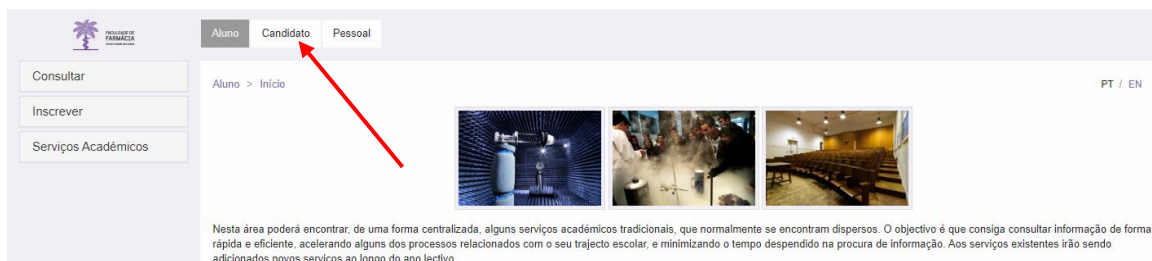 FACULDADE DE
FARMÁCIA
Aluno Candidato Pessoal
Consultar
Inscrever
Serviços Académicos
Aluno > Início
PT / EN
Nesta área poderá encontrar, de uma forma centralizada, alguns serviços académicos tradicionais, que normalmente se encontram dispersos. O objectivo é que consiga consultar informação de forma
rápida e eficiente, acelerando alguns dos processos relacionados com o seu trajecto escolar, e minimizando o tempo despendido na procura de informação. Aos serviços existentes irão sendo
adicionados novos serviços ao longo do ano lectivo.